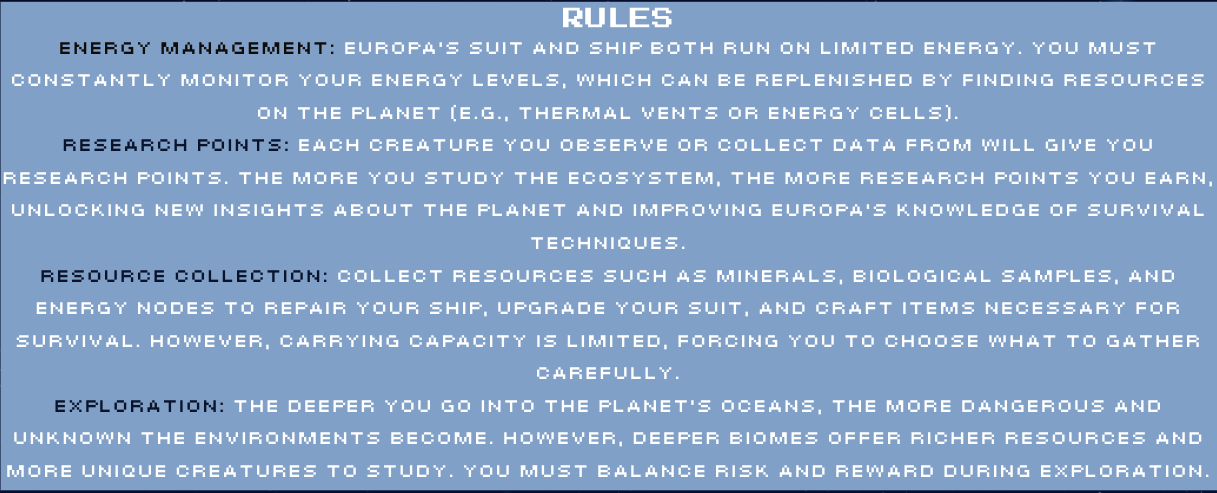 RULES
ENERGY MANAGEMENT: EUROPA'S SUIT AND SHIP BOTH RUN ON LIMITED ENERGY. YOU MUST
CONSTANTLY MONITOR YOUR ENERGY LEVELS, WHICH CAN BE REPLENISHED BY FINDING RESOURCES
ON THE PLANET (E.G., THERMAL VENTS OR ENERGY CELLS).
RESEARCH POINTS: EACH CREATURE YOU OBSERVE OR COLLECT DATA FROM WILL GIVE YOU
RESEARCH POINTS. THE MORE YOU STUDY THE ECOSYSTEM, THE MORE RESEARCH POINTS YOU EARN,
UNLOCKING NEW INSIGHTS ABOUT THE PLANET AND IMPROVING EUROPA'S KNOWLEDGE OF SURVIVAL
TECHNIQUES.
RESOURCE COLLECTION: COLLECT RESOURCES SUCH AS MINERALS, BIOLOGICAL SAMPLES, AND
ENERGY NODES TO REPAIR YOUR SHIP, UPGRADE YOUR SUIT, AND CRAFT ITEMS NECESSARY FOR
SURVIVAL. HOWEVER, CARRYING CAPACITY IS LIMITED, FORCING YOU TO CHOOSE WHAT TO GATHER
CAREFULLY.
EXPLORATION: THE DEEPER YOU GO INTO THE PLANET'S OCEANS, THE MORE DANGEROUS AND
UNKNOWN THE ENVIRONMENTS BECOME. HOWEVER, DEEPER BIOMES OFFER RICHER RESOURCES AND
MORE UNIQUE CREATURES TO STUDY. YOU MUST BALANCE RISK AND REWARD DURING EXPLORATION.